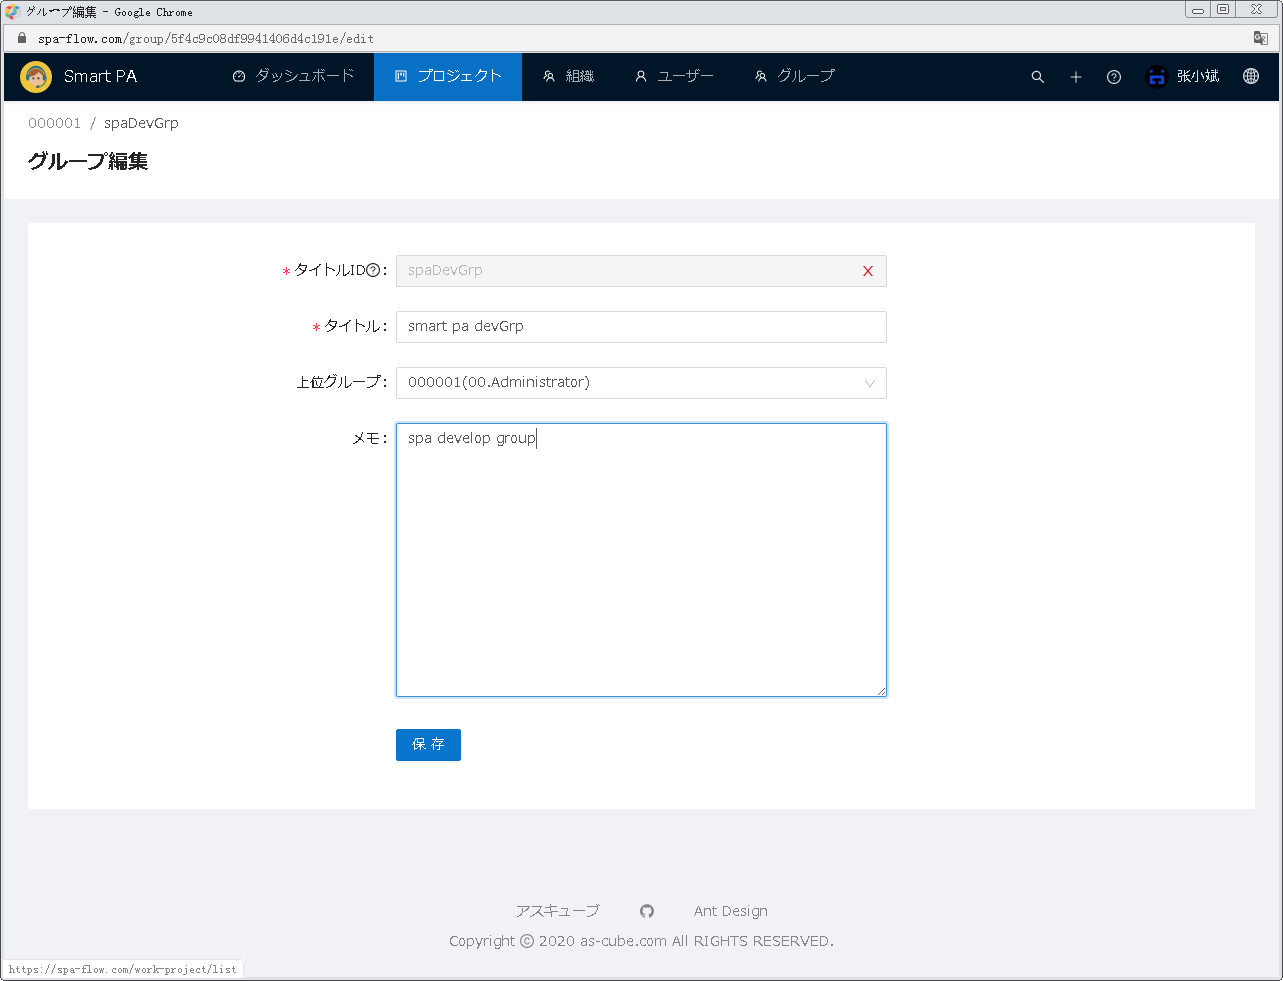 グループ編集 - Google Chrome
spa-flow.com/group/5f4c9c08df9941406d4c191e/edit
Smart PA ダッシュボード プロジェクト 組織 ユーザー グループ 张小斌
000001 / spaDevGrp
グループ編集
* タイトルID: spaDevGrp
* タイトル: smart pa devGrp
上位グループ: 000001(00.Administrator)
メモ: spa develop group
保 存
アスキューブ Ant Design
Copyright © 2020 as-cube.com All RIGHTS RESERVED.
https://spa-flow.com/work-project/list